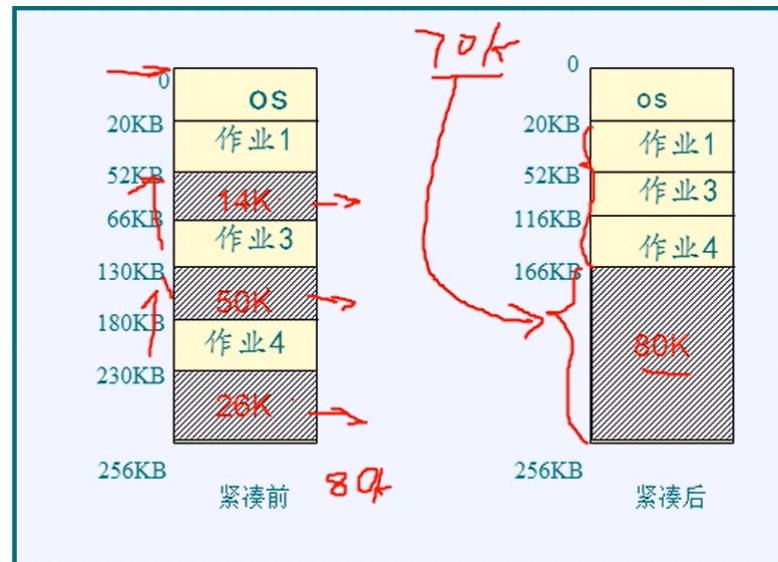 70K
0
OS
20KB
作业1
52KB
14K
66KB
作业3
130KB
50K
180KB
作业4
230KB
26K
256KB
80k
紧凑前
0
os
20KB
作业1
52KB
作业3
116KB
作业4
166KB
80K
256KB
紧凑后